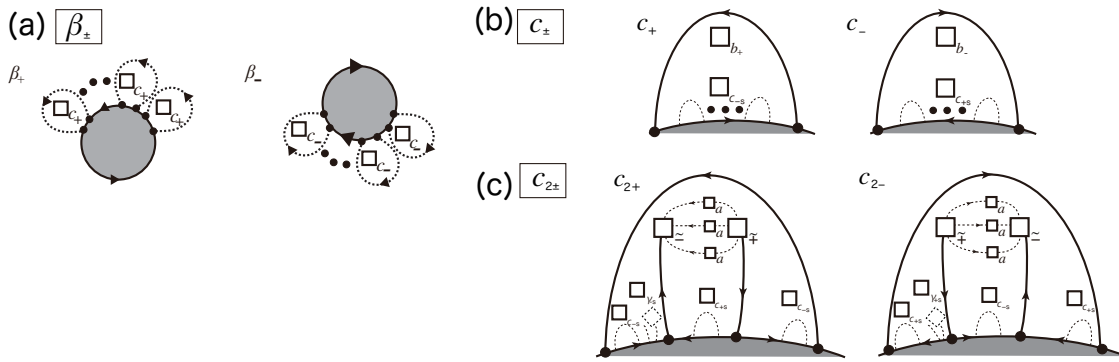 (a) β±
β+
c+
c+ c+
β−
c− c−
c−
(b) c±
c+
b+
c−s
c−
b−
c+s
(c) c2±
c2+
a
≃ a ∓̃
a
c−s c+s c−s
c2−
a
∓̃ a ≃
a
c+s c−s c+s